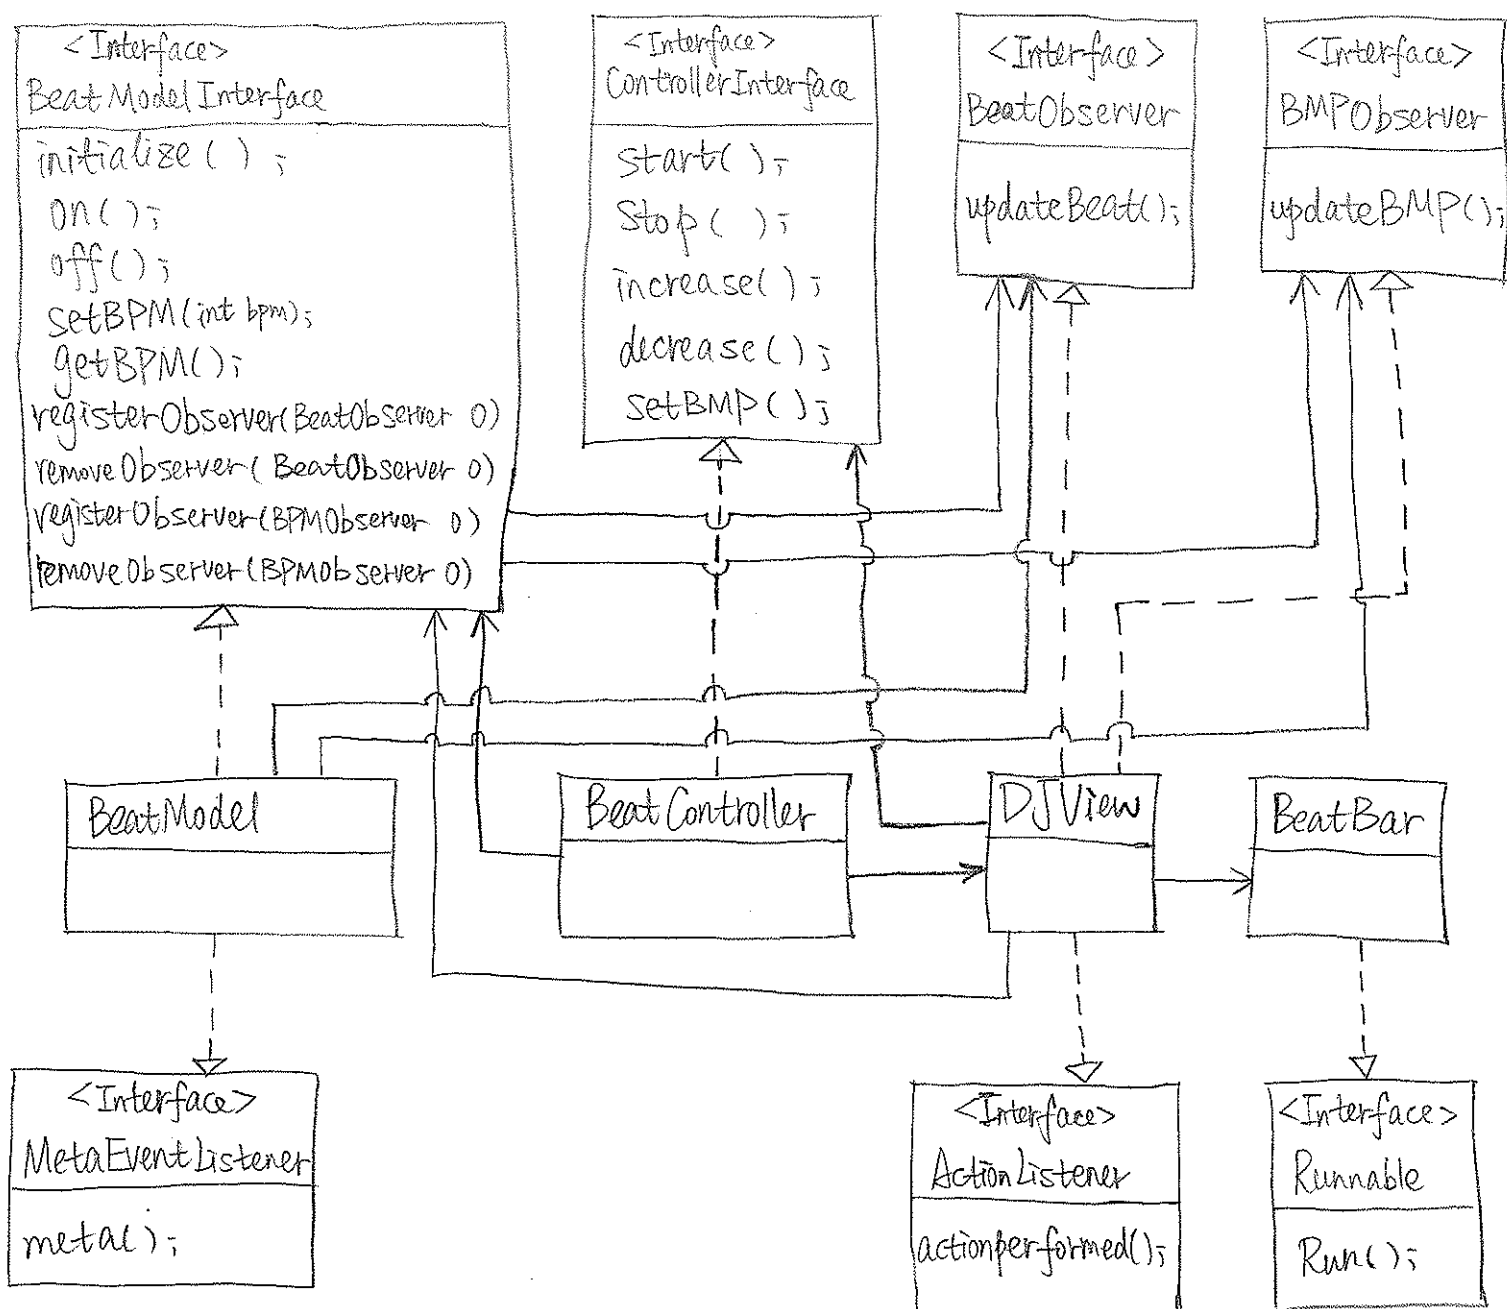 <Interface>
BeatModelInterface
initialize( );
on( );
off( );
setBPM(int bpm);
getBPM();
registerObserver(BeatObserver O)
removeObserver( BeatObserver O)
registerObserver(BPMObserver O)
removeObserver(BPMObserver O)
<Interface>
ControllerInterface
Start( );
Stop( );
increase( );
decrease( );
setBMP( );
<Interface>
BeatObserver
updateBeat();
<Interface>
BMPObserver
updateBMP();
BeatModel
BeatController
DJView
BeatBar
<Interface>
MetaEventListener
meta( );
<Interface>
ActionListener
actionperformed();
<Interface>
Runnable
Run( );